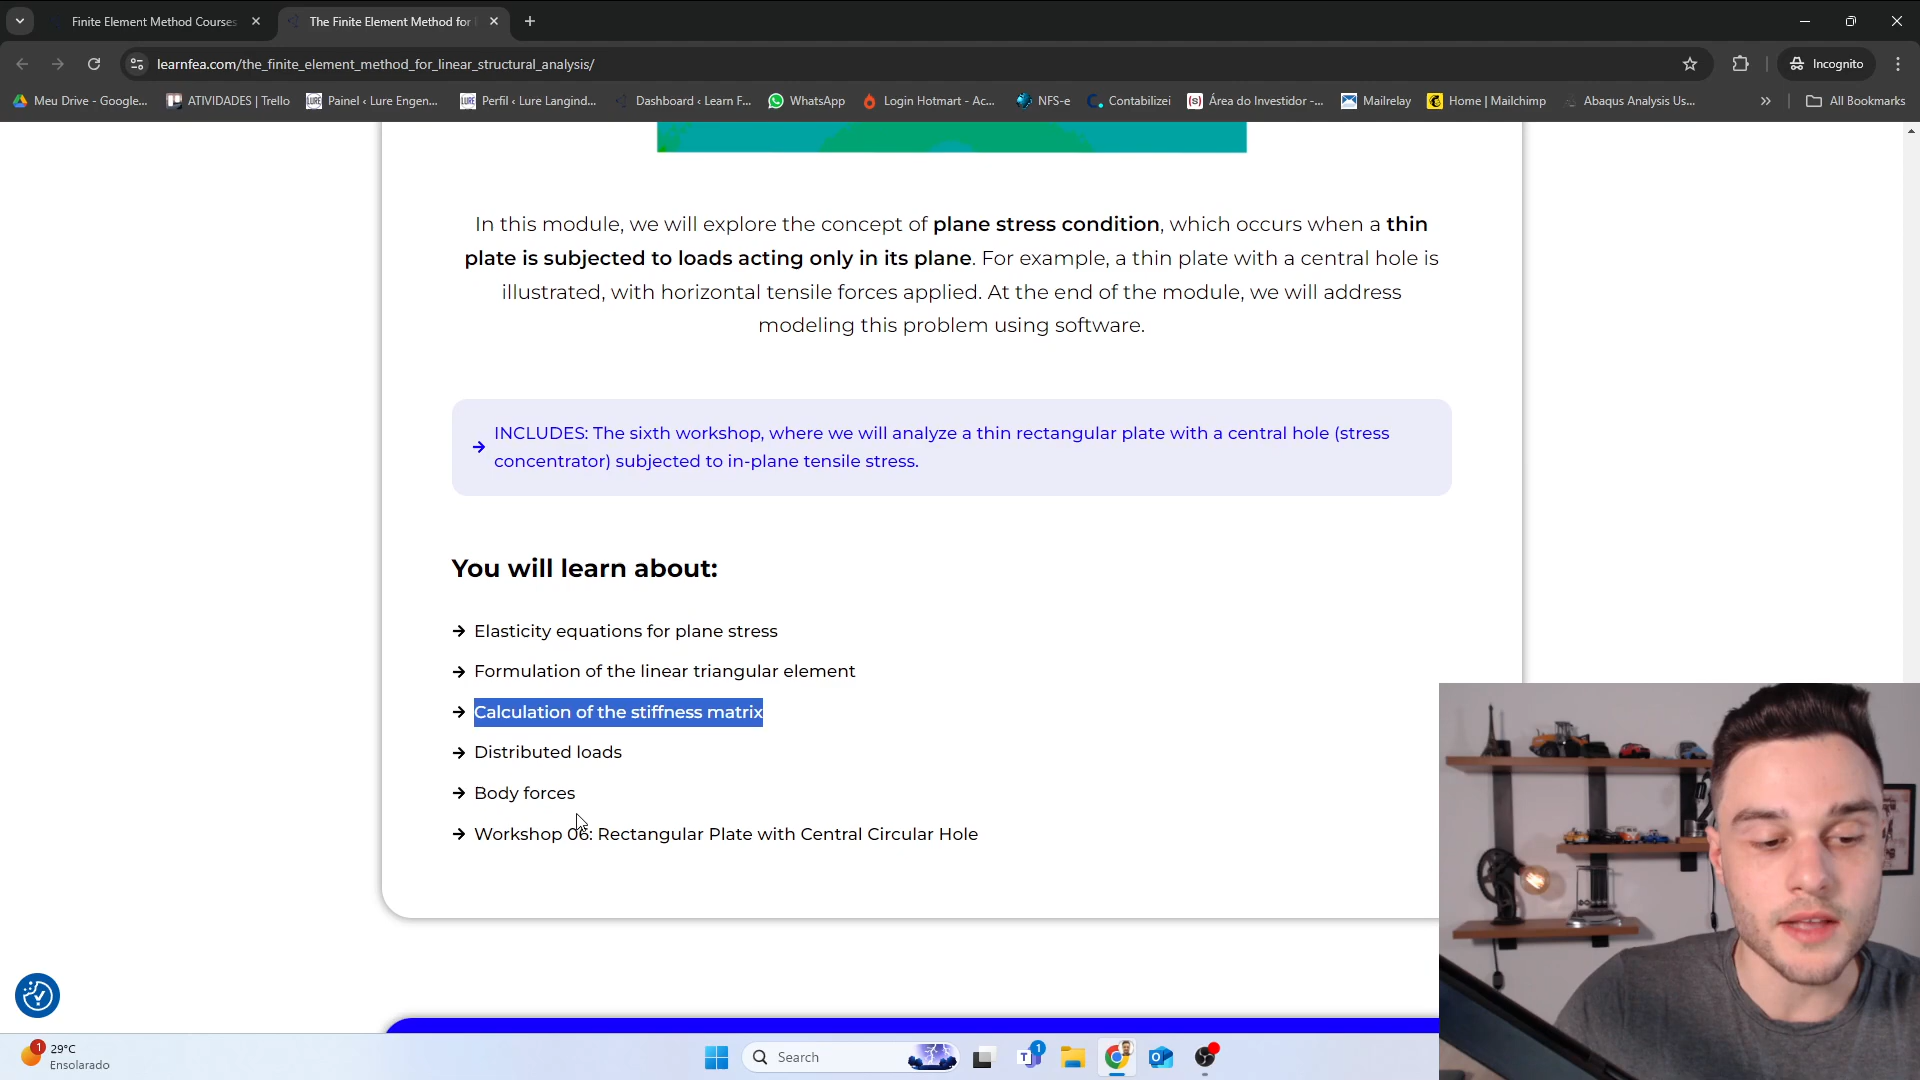 Finite Element Method Courses
The Finite Element Method for
learnfea.com/the_finite_element_method_for_linear_structural_analysis/
Incognito
Meu Drive - Google...
ATIVIDADES | Trello
Painel ‹ Lure Engen...
Perfil ‹ Lure Langind...
Dashboard ‹ Learn F...
WhatsApp
Login Hotmart - Ac...
NFS-e
Contabilizei
Área do Investidor -...
Mailrelay
Home | Mailchimp
Abaqus Analysis Us...
All Bookmarks
In this module, we will explore the concept of plane stress condition, which occurs when a thin
plate is subjected to loads acting only in its plane. For example, a thin plate with a central hole is
illustrated, with horizontal tensile forces applied. At the end of the module, we will address
modeling this problem using software.
INCLUDES: The sixth workshop, where we will analyze a thin rectangular plate with a central hole (stress
concentrator) subjected to in-plane tensile stress.
You will learn about:
Elasticity equations for plane stress
Formulation of the linear triangular element
Calculation of the stiffness matrix
Distributed loads
Body forces
Workshop 06: Rectangular Plate with Central Circular Hole
1
29°C
Ensolarado
Search
1